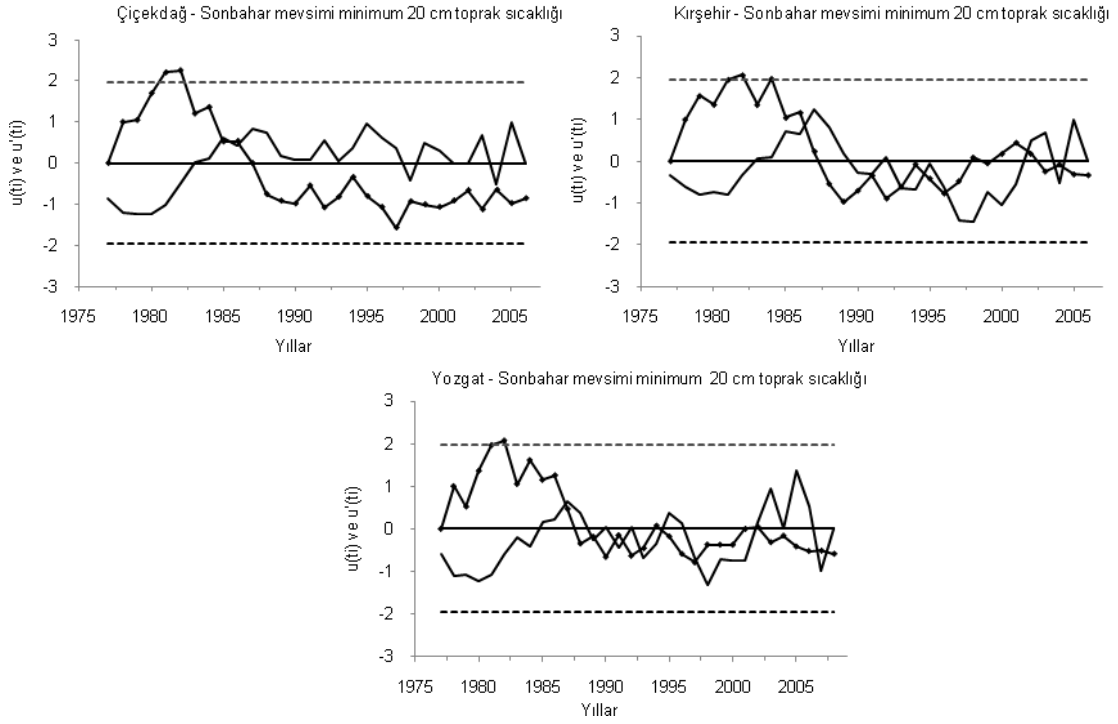 Çiçekdağ - Sonbahar mevsimi minimum 20 cm toprak sıcaklığı
3
2
1
0
-1
-2
-3
u(ti) ve u'(ti)
1975 1980 1985 1990 1995 2000 2005
Yıllar
Kırşehir - Sonbahar mevsimi minimum 20 cm toprak sıcaklığı
3
2
1
0
-1
-2
-3
u(ti) ve u'(ti)
1975 1980 1985 1990 1995 2000 2005
Yıllar
Yozgat - Sonbahar mevsimi minimum 20 cm toprak sıcaklığı
3
2
1
0
-1
-2
-3
u(ti) ve u'(ti)
1975 1980 1985 1990 1995 2000 2005
Yıllar